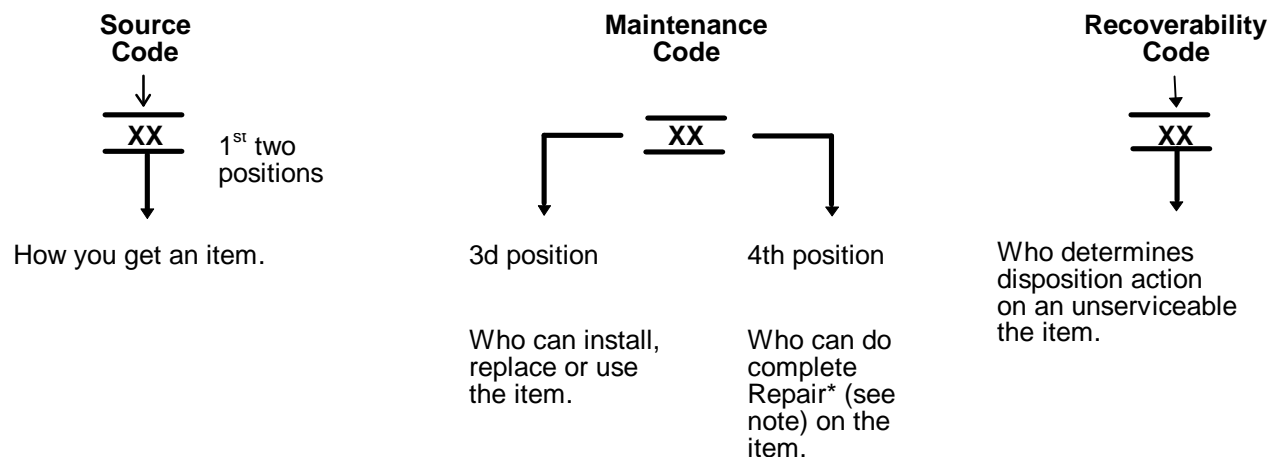 Source
Code
XX
1st two
positions
How you get an item.
Maintenance
Code
XX
3d position
Who can install,
replace or use
the item.
4th position
Who can do
complete
Repair* (see
note) on the
item.
Recoverability
Code
XX
Who determines
disposition action
on an unserviceable
the item.